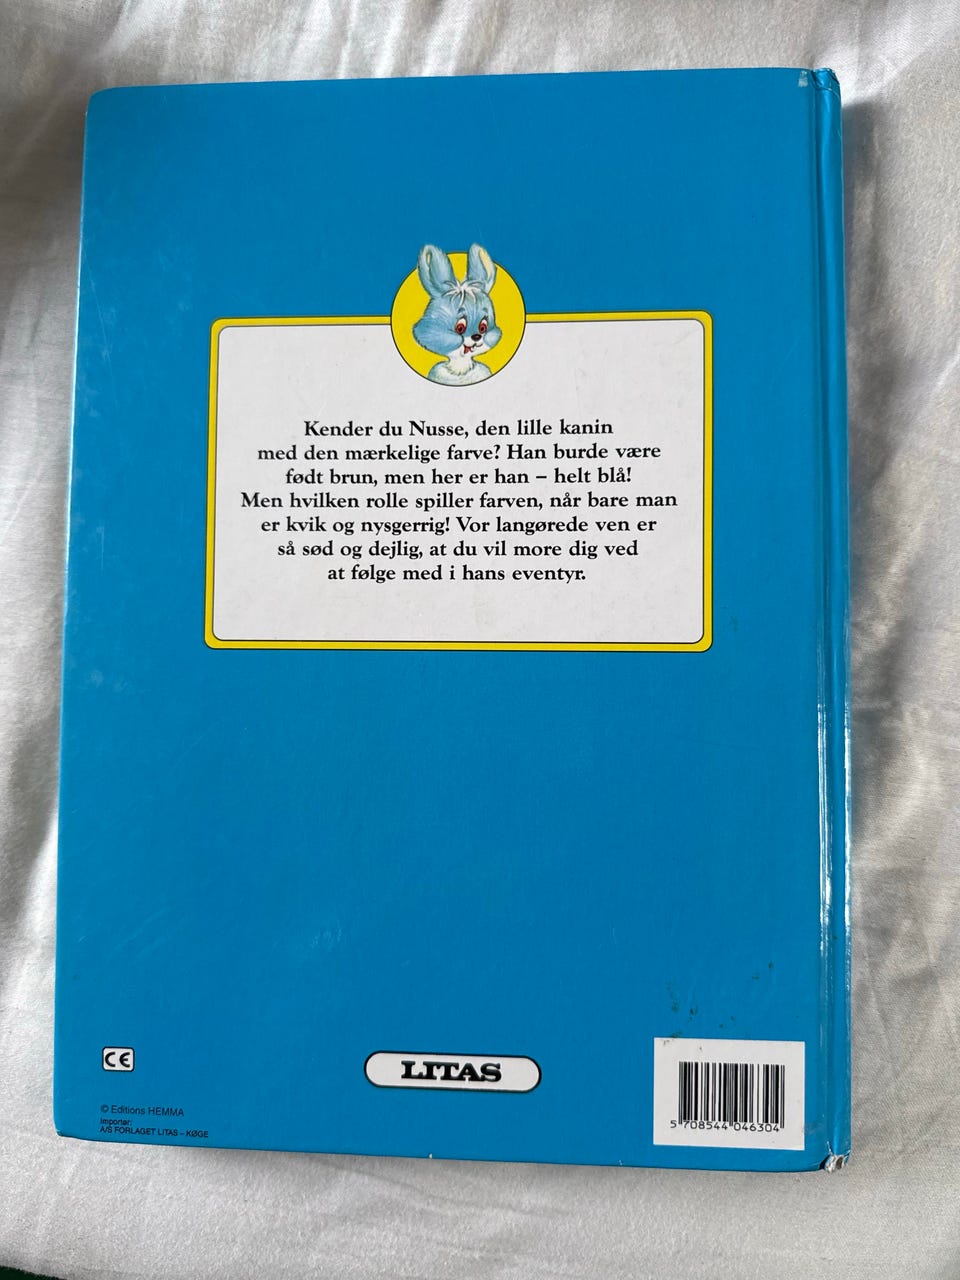 Kender du Nusse, den lille kanin
med den mærkelige farve? Han burde være
født brun, men her er han – helt blå!
Men hvilken rolle spiller farven, når bare man
er kvik og nysgerrig! Vor langørede ven er
så sød og dejlig, at du vil more dig ved
at følge med i hans eventyr.
CE
LITAS
© Editions HEMMA
Importør:
A/S FORLAGET LITAS – KØGE
5 708544 046304